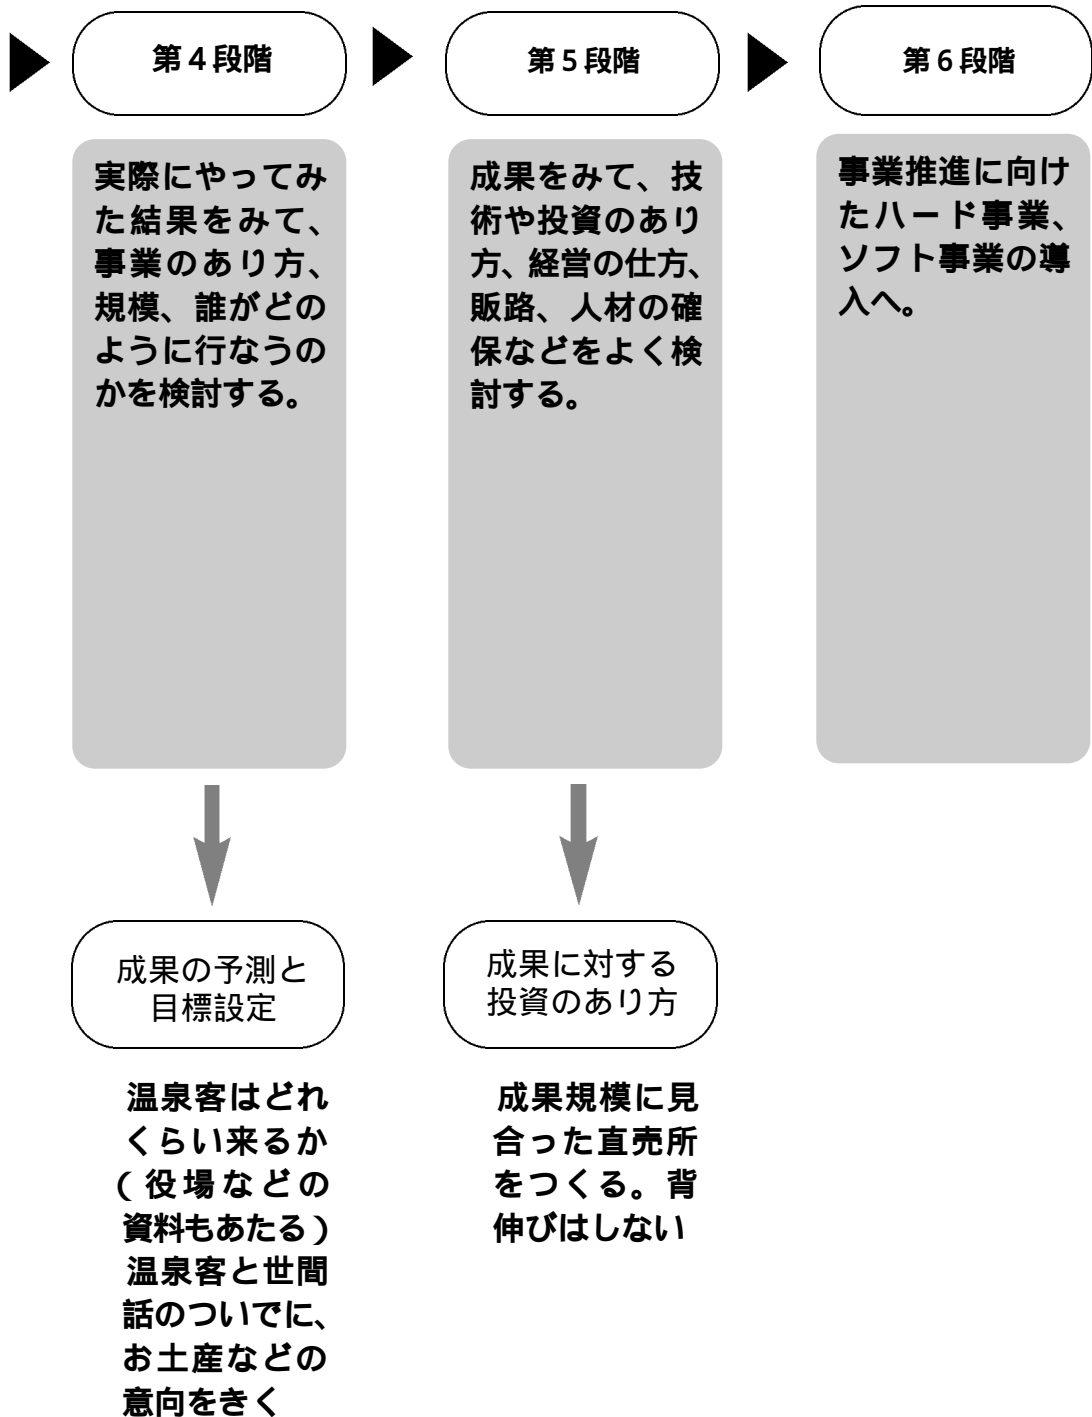 第4段階
実際にやってみ
た結果をみて、
事業のあり方、
規模、誰がどの
ように行なうの
かを検討する。
成果の予測と
目標設定
温泉客はどれ
くらい来るか
(役場などの
資料もあたる)
温泉客と世間
話のついでに、
お土産などの
意向をきく
第5段階
成果をみて、技
術や投資のあり
方、経営の仕方、
販路、人材の確
保などをよく検
討する。
成果に対する
投資のあり方
成果規模に見
合った直売所
をつくる。背
伸びはしない
第6段階
事業推進に向け
たハード事業、
ソフト事業の導
入へ。